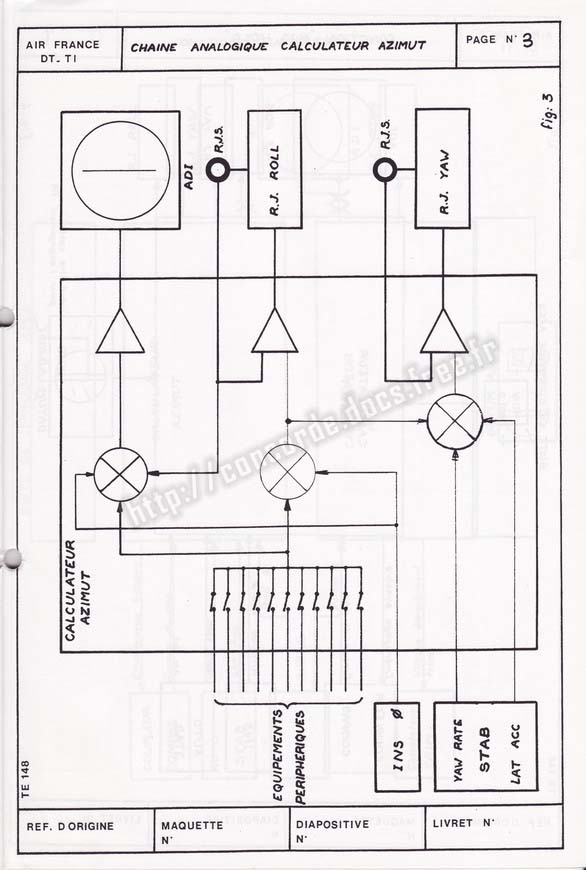 AIR FRANCE
DT-TI
CHAINE ANALOGIQUE CALCULATEUR AZIMUT
PAGE N° 3
fig: 3
ADI
R.J.S.
R.J. ROLL
R.J.S.
R.J. YAW
http://concorde.docs.free.fr
CALCULATEUR
AZIMUT
EQUIPEMENTS
PERIPHERIQUES
INS Ø
YAW RATE
STAB
LAT ACC
TE 148
REF. D'ORIGINE
MAQUETTE
N°
DIAPOSITIVE
N°
LIVRET N°